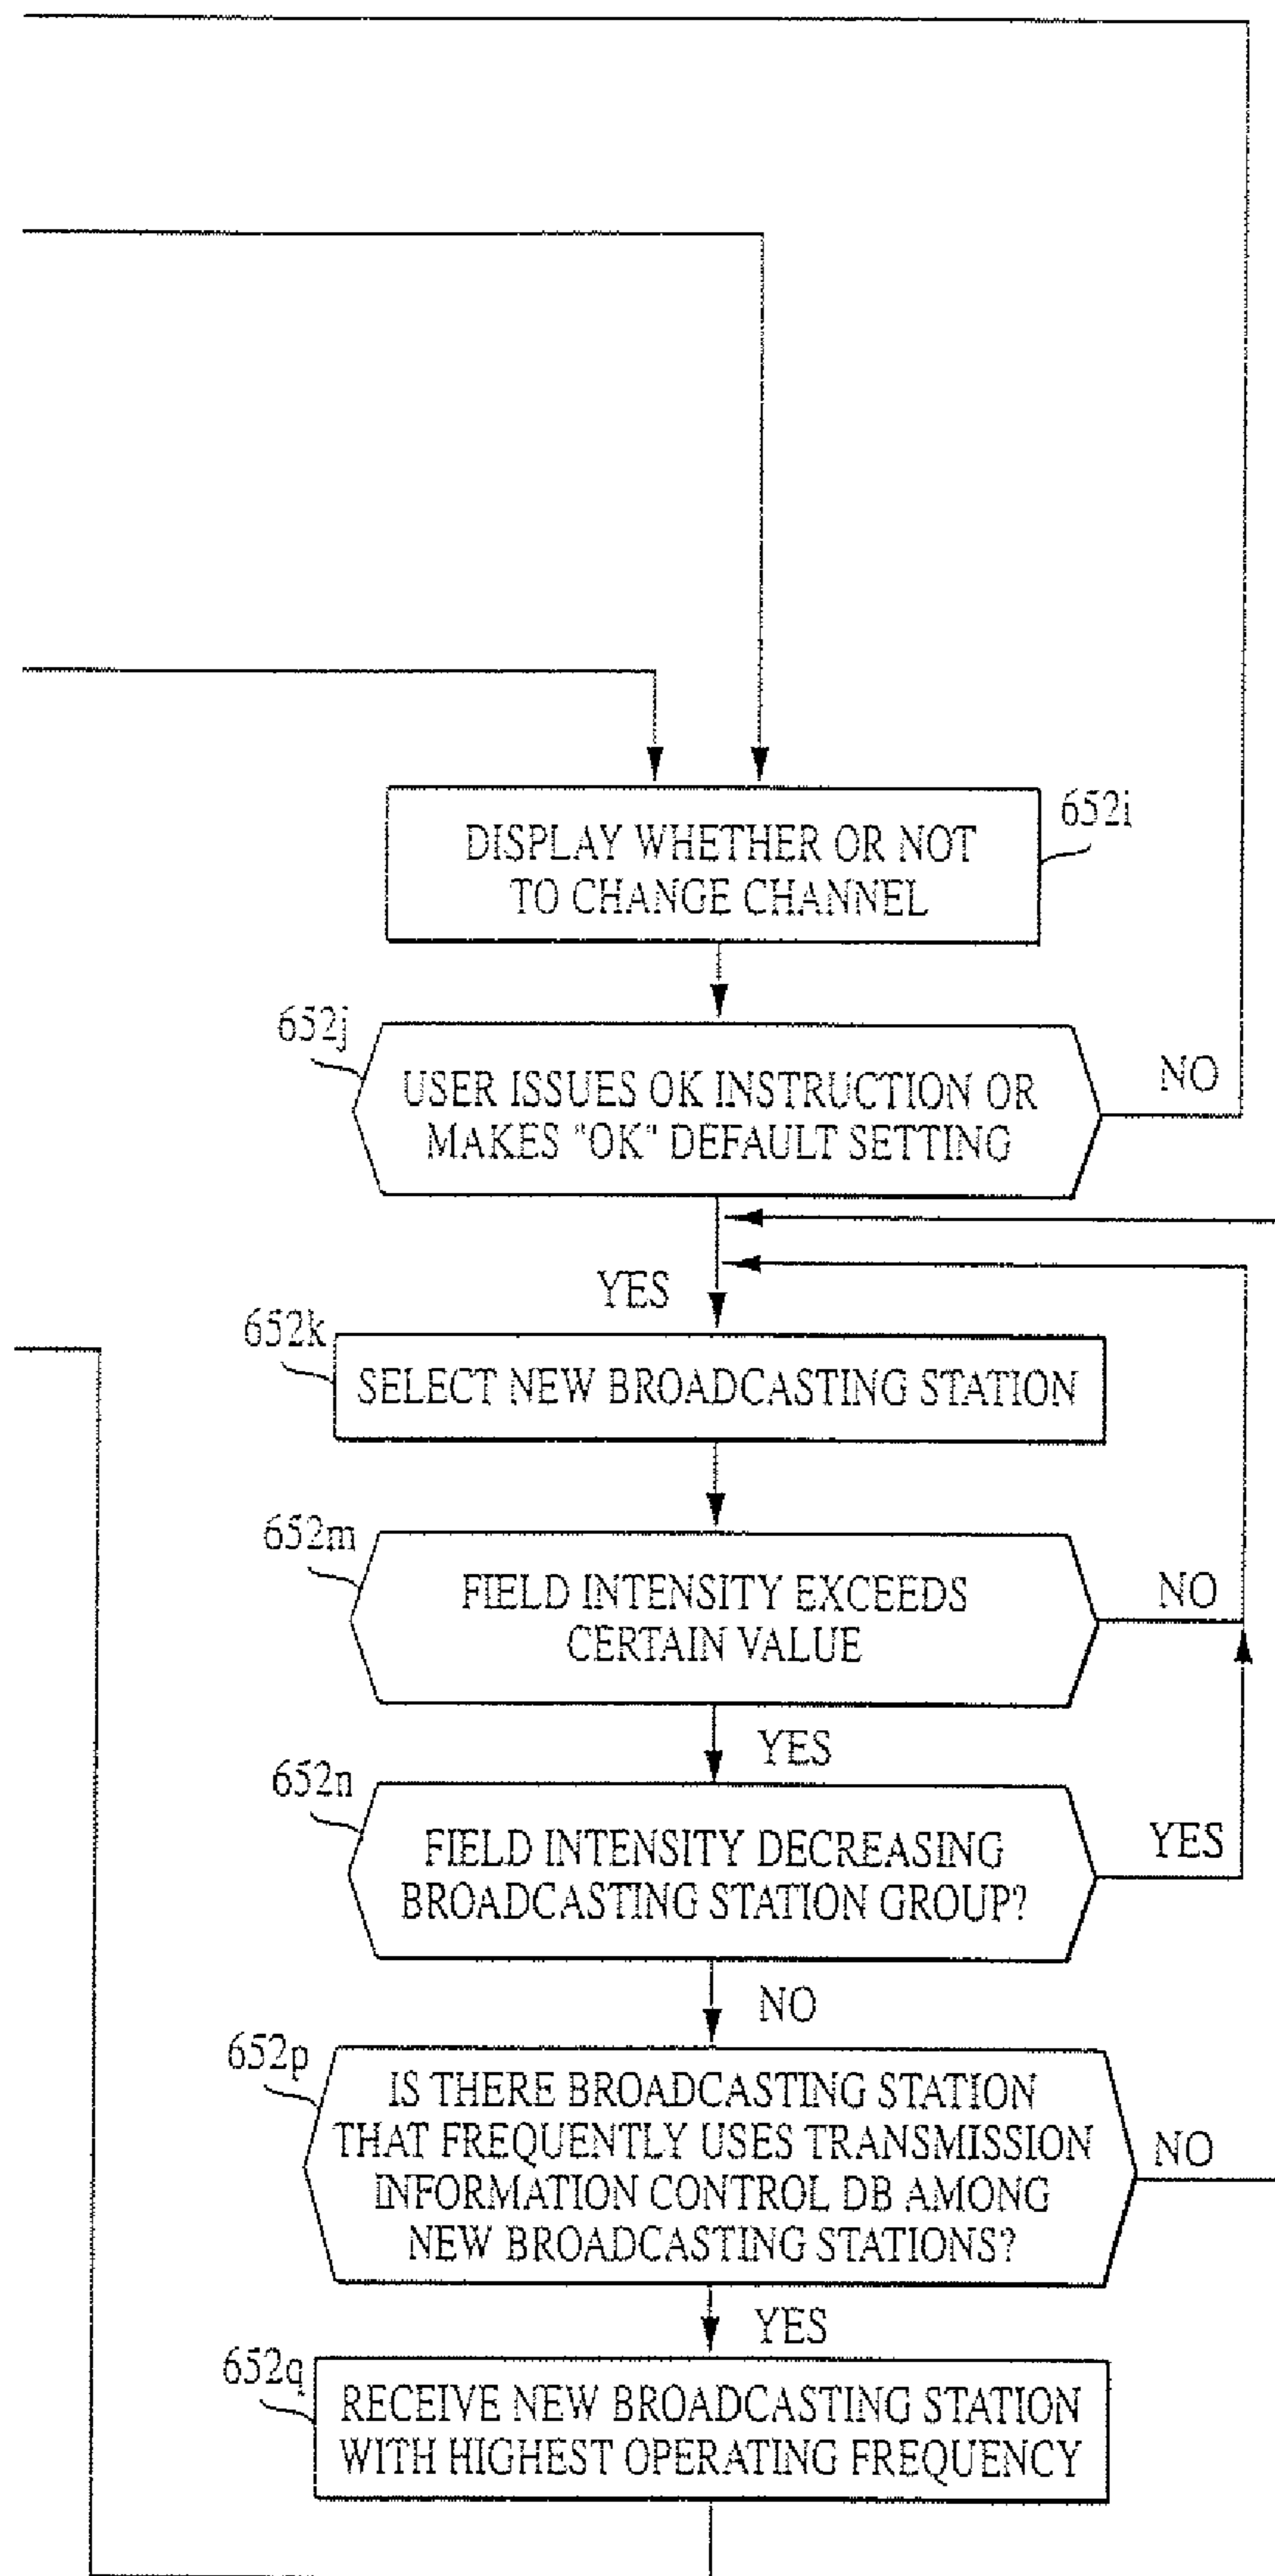 652i
DISPLAY WHETHER OR NOT
TO CHANGE CHANNEL
652j
USER ISSUES OK INSTRUCTION OR
MAKES "OK" DEFAULT SETTING
NO
YES
652k
SELECT NEW BROADCASTING STATION
652m
FIELD INTENSITY EXCEEDS
CERTAIN VALUE
NO
YES
652n
FIELD INTENSITY DECREASING
BROADCASTING STATION GROUP?
YES
NO
652p
IS THERE BROADCASTING STATION
THAT FREQUENTLY USES TRANSMISSION
INFORMATION CONTROL DB AMONG
NEW BROADCASTING STATIONS?
NO
YES
652q
RECEIVE NEW BROADCASTING STATION
WITH HIGHEST OPERATING FREQUENCY